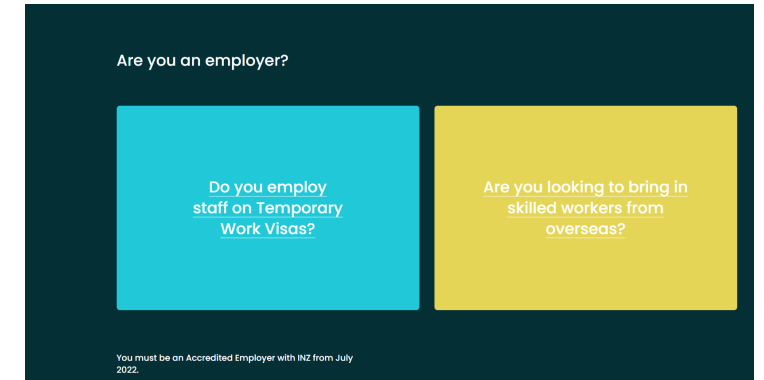 Are you an employer?
Do you employ
staff on Temporary
Work Visas?
Are you looking to bring in
skilled workers from
overseas?
You must be an Accredited Employer with INZ from July
2022.